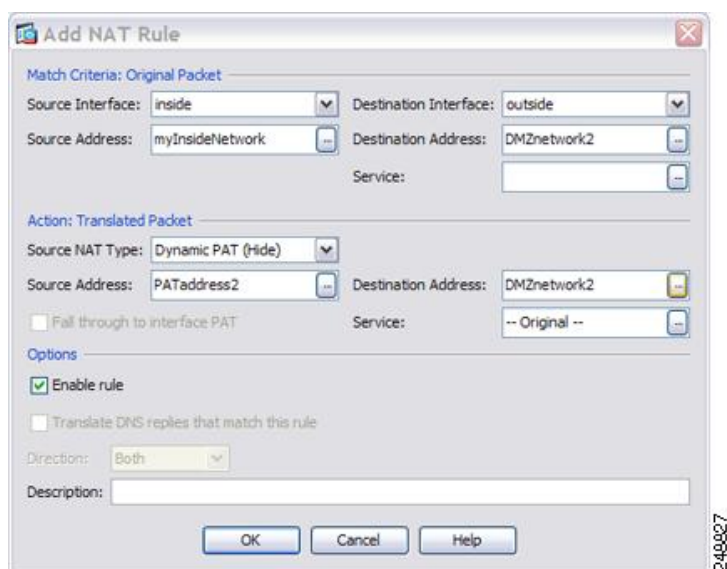 Add NAT Rule
Match Criteria: Original Packet
Source Interface: inside Destination Interface: outside
Source Address: myInsideNetwork ... Destination Address: DMZnetwork2 ...
Service: ...
Action: Translated Packet
Source NAT Type: Dynamic PAT (Hide)
Source Address: PATaddress2 ... Destination Address: DMZnetwork2 ...
Fall through to interface PAT Service: -- Original -- ...
Options
Enable rule
Translate DNS replies that match this rule
Direction: Both
Description:
OK Cancel Help
248827